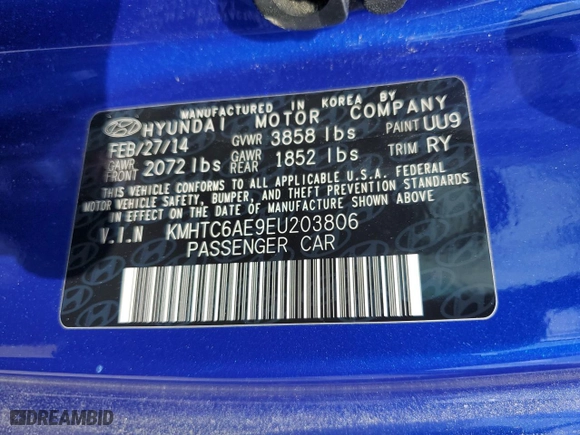 MANUFACTURED IN KOREA BY
HYUNDAI MOTOR COMPANY
FEB/27/14 GVWR 3858 lbs PAINT UU9
GAWR FRONT 2072 lbs GAWR REAR 1852 lbs TRIM RY
THIS VEHICLE CONFORMS TO ALL APPLICABLE U.S.A. FEDERAL
MOTOR VEHICLE SAFETY, BUMPER, AND THEFT PREVENTION STANDARDS
IN EFFECT ON THE DATE OF MANUFACTURE SHOWN ABOVE.
V.I.N KMHTC6AE9EU203806
PASSENGER CAR
DREAMBID